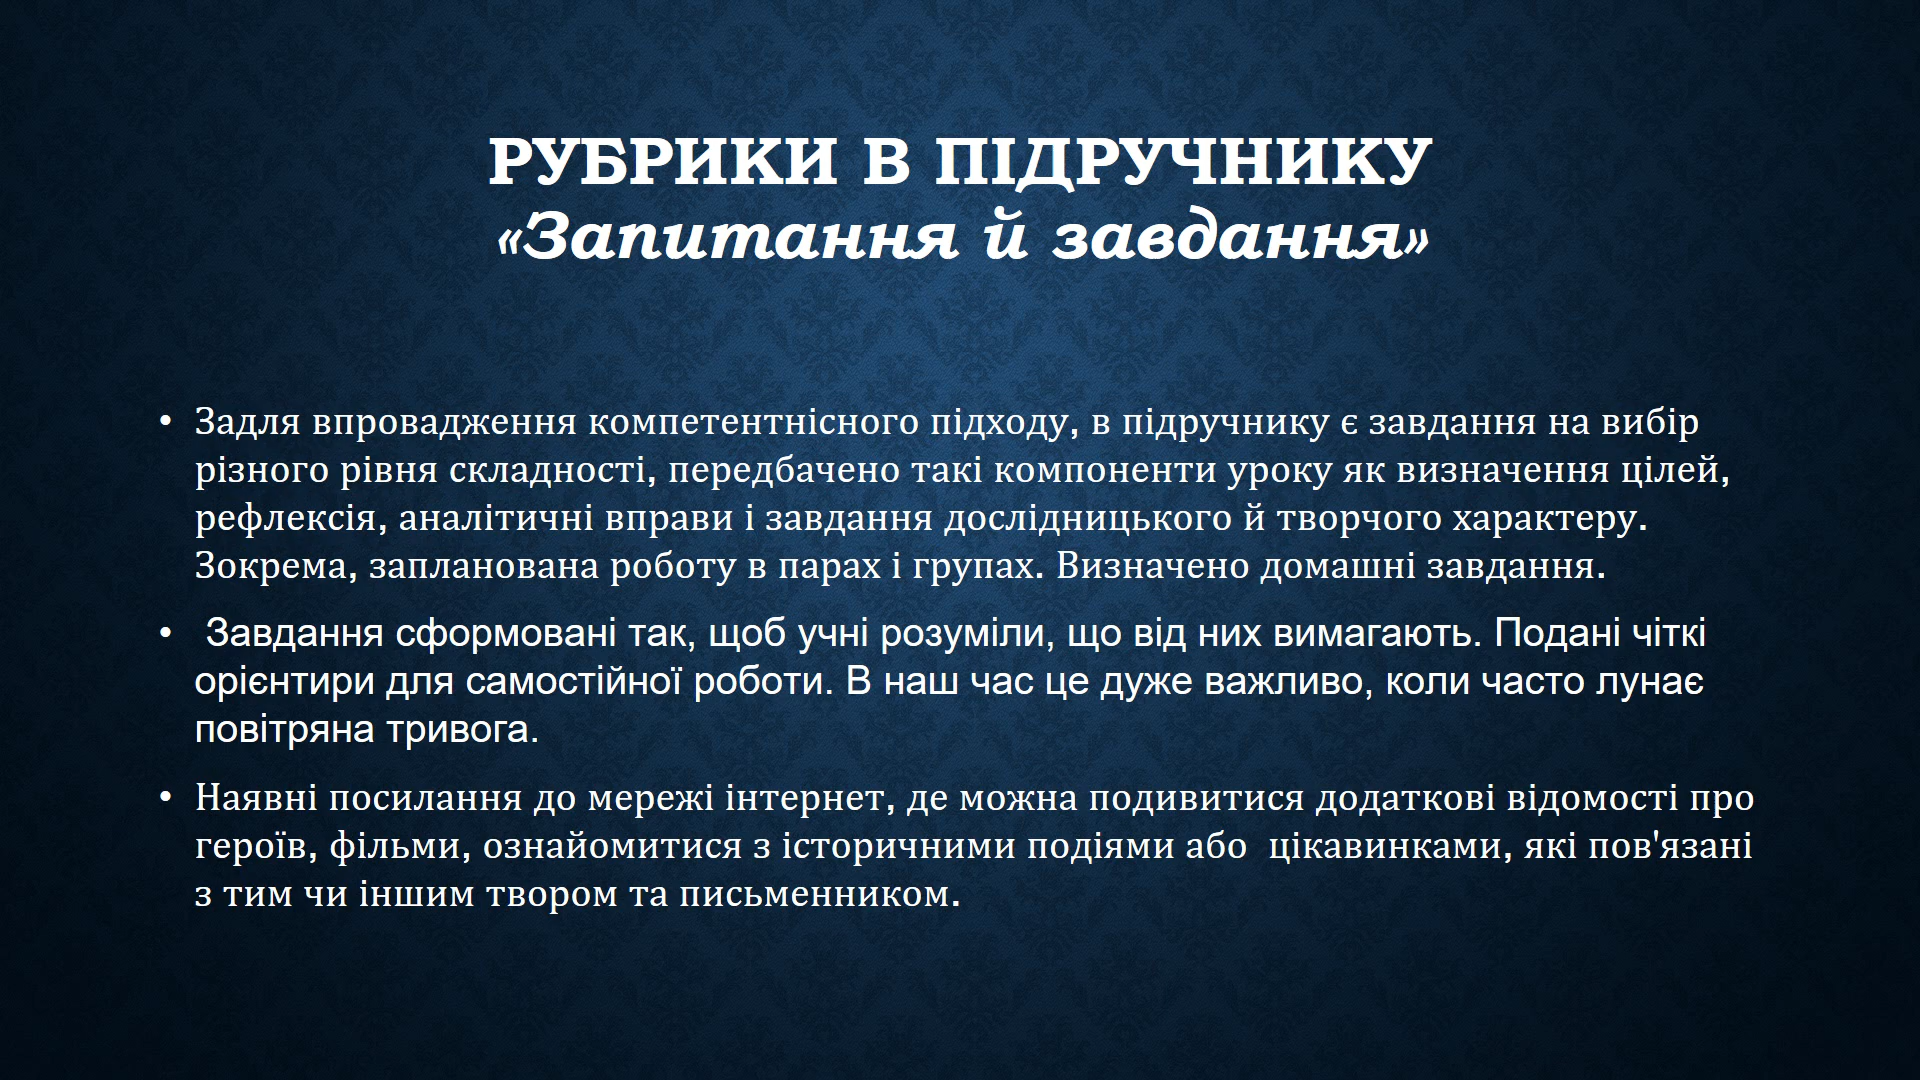 РУБРИКИ В ПІДРУЧНИКУ
«Запитання й завдання»
• Задля впровадження компетентнісного підходу, в підручнику є завдання на вибір
різного рівня складності, передбачено такі компоненти уроку як визначення цілей,
рефлексія, аналітичні вправи і завдання дослідницького й творчого характеру.
Зокрема, запланована роботу в парах і групах. Визначено домашні завдання.
• Завдання сформовані так, щоб учні розуміли, що від них вимагають. Подані чіткі
орієнтири для самостійної роботи. В наш час це дуже важливо, коли часто лунає
повітряна тривога.
• Наявні посилання до мережі інтернет, де можна подивитися додаткові відомості про
героїв, фільми, ознайомитися з історичними подіями або  цікавинками, які пов'язані
з тим чи іншим твором та письменником.